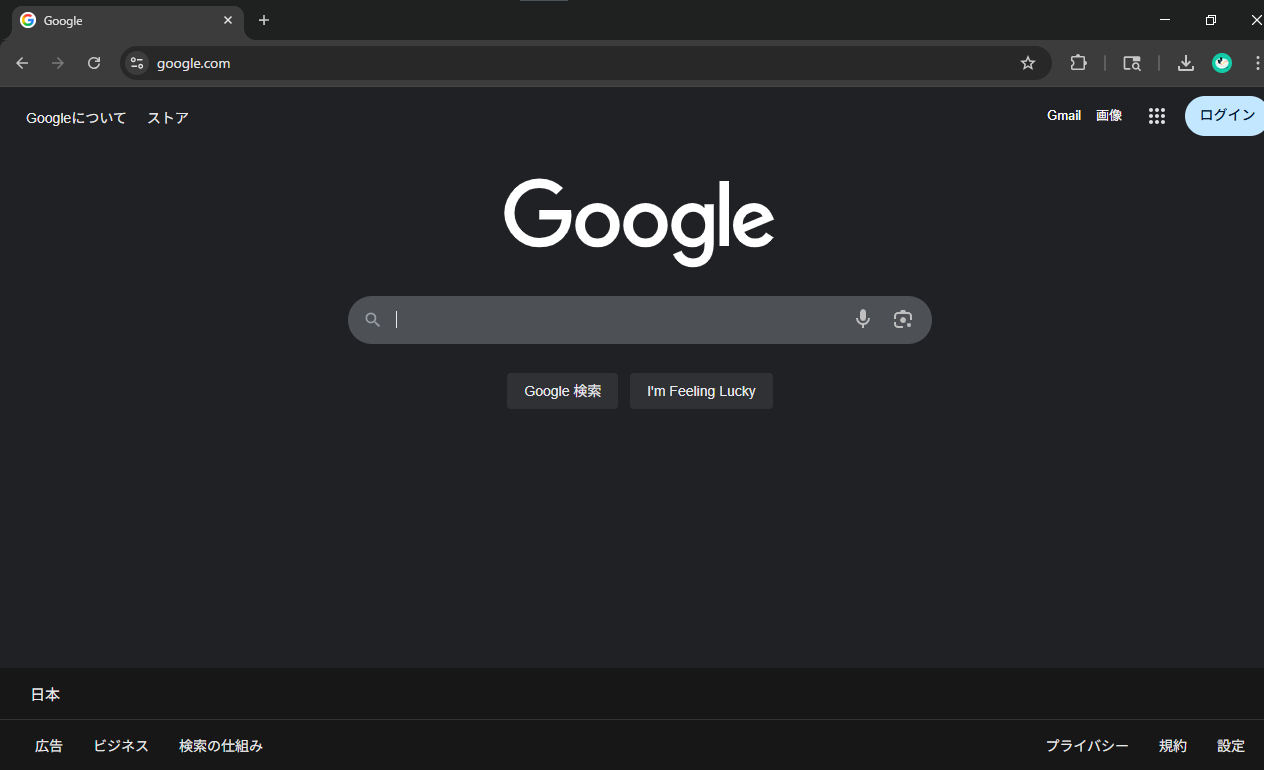 Google
google.com
Googleについて ストア Gmail 画像 ログイン
Google
Google 検索 I'm Feeling Lucky
日本
広告 ビジネス 検索の仕組み プライバシー 規約 設定